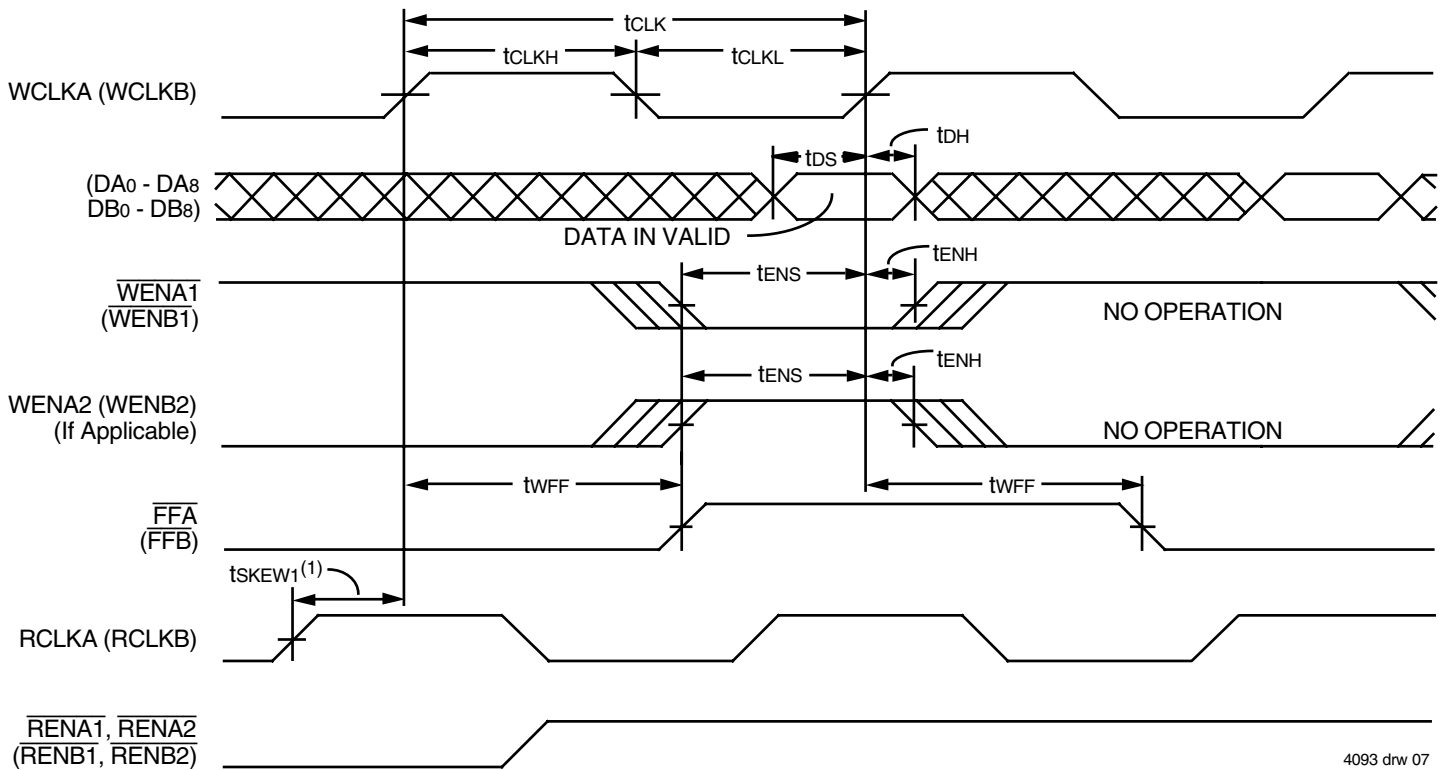 tCLK
tCLKH
tCLKL
WCLKA (WCLKB)
tDH
tDS
(DA0 - DA8
DB0 - DB8)
DATA IN VALID
tENH
tENS
WENA1
(WENB1)
NO OPERATION
tENH
tENS
WENA2 (WENB2)
(If Applicable)
NO OPERATION
tWFF
tWFF
FFA
(FFB)
tSKEW1(1)
RCLKA (RCLKB)
RENA1, RENA2
(RENB1, RENB2)
4093 drw 07